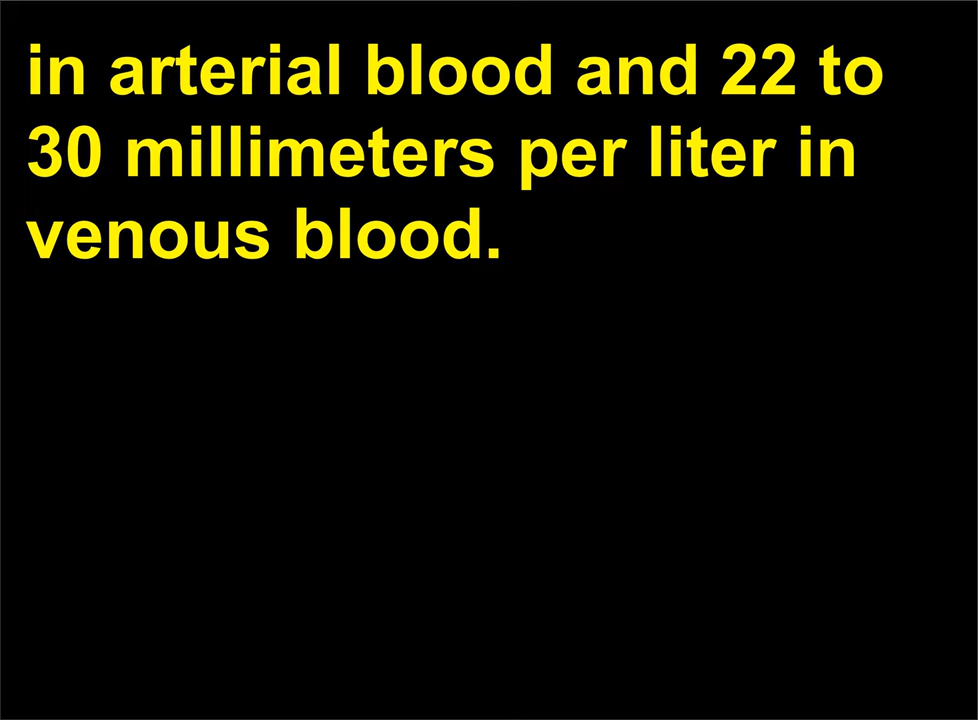 in arterial blood and 22 to
30 millimeters per liter in
venous blood.